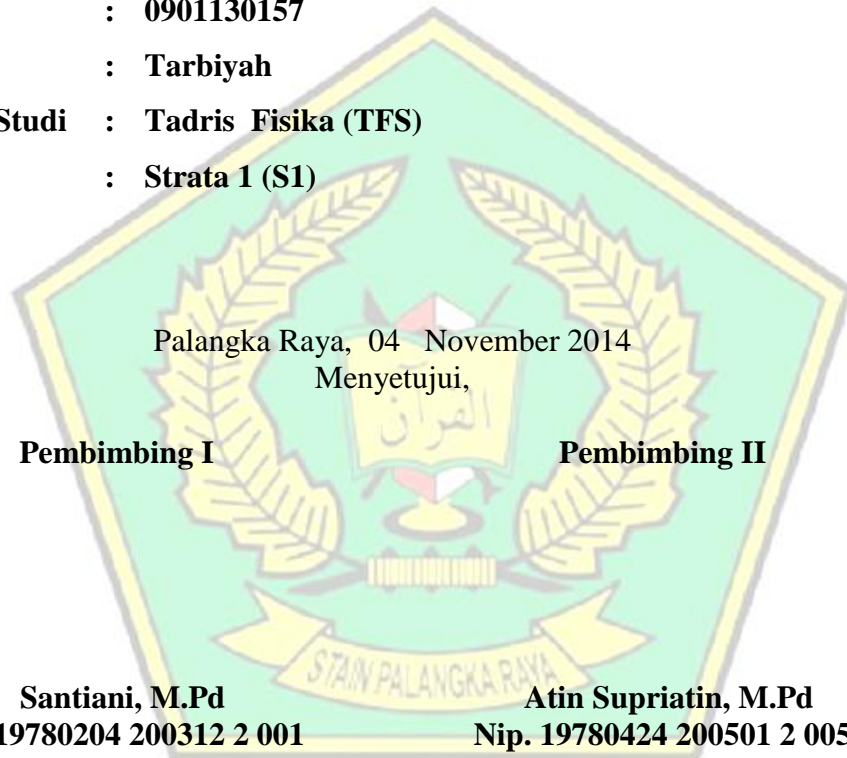 : 0901130157
: Tarbiyah
Studi : Tadris Fisika (TFS)
: Strata 1 (S1)
Palangka Raya, 04 November 2014
Menyetujui,
Pembimbing I Pembimbing II
القرآن
STAIN PALANGKA RAYA
Santiani, M.Pd Atin Supriatin, M.Pd
19780204 200312 2 001 Nip. 19780424 200501 2 005